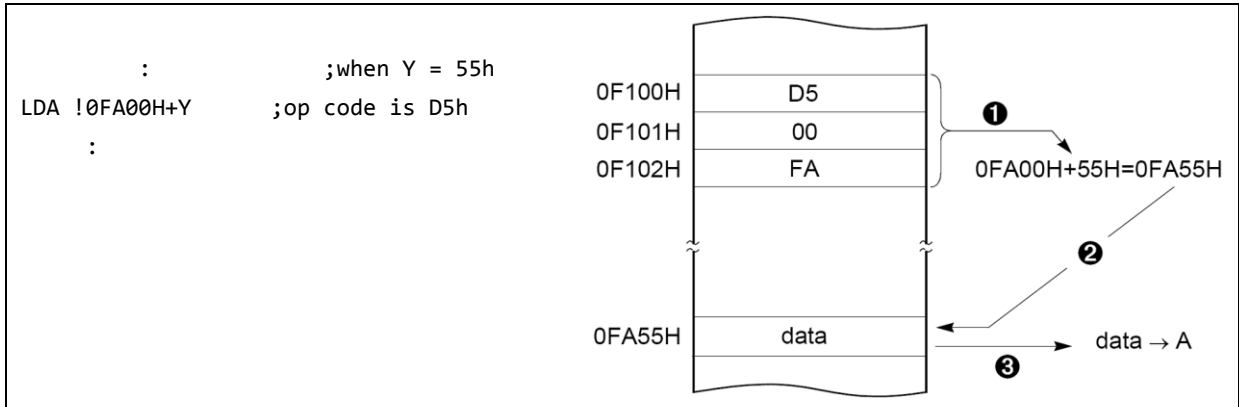 :                ;when Y = 55h
LDA !0FA00H+Y      ;op code is D5h
:
0F100H D5
0F101H 00
0F102H FA
❶
0FA00H+55H=0FA55H
❷
0FA55H data
data → A
❸